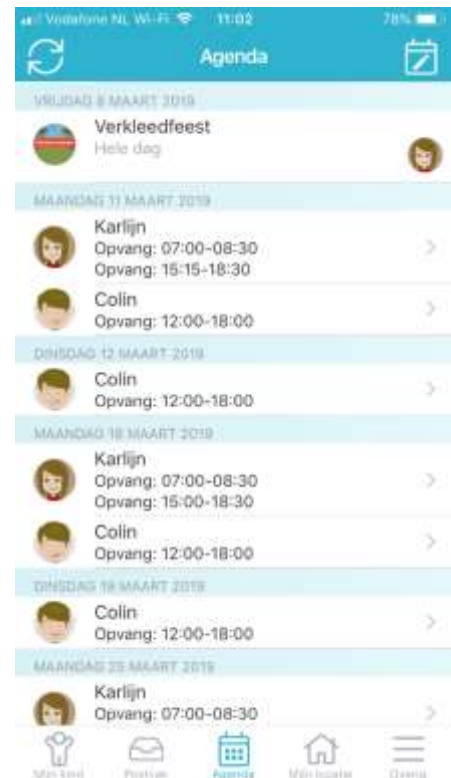 Vodafone NL Wi-Fi 11:02 78%
Agenda
VRIJDAG 8 MAART 2019
Verkleedfeest
Hele dag
MAANDAG 11 MAART 2019
Karlijn
Opvang: 07:00-08:30
Opvang: 15:15-18:30
Colin
Opvang: 12:00-18:00
DINSDAG 12 MAART 2019
Colin
Opvang: 12:00-18:00
MAANDAG 18 MAART 2019
Karlijn
Opvang: 07:00-08:30
Opvang: 15:00-18:30
Colin
Opvang: 12:00-18:00
DINSDAG 19 MAART 2019
Colin
Opvang: 12:00-18:00
MAANDAG 25 MAART 2019
Karlijn
Opvang: 07:00-08:30
Mijn kind Postvak Agenda Mijn locatie Overig